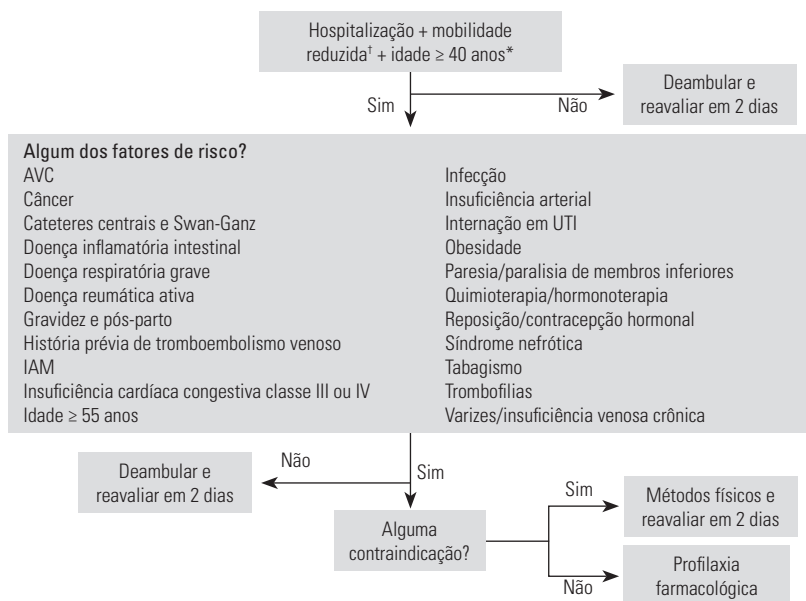 Hospitalização + mobilidade
reduzida† + idade ≥ 40 anos*
Sim
Não
Deambular e
reavaliar em 2 dias
Algum dos fatores de risco?
AVC
Câncer
Cateteres centrais e Swan-Ganz
Doença inflamatória intestinal
Doença respiratória grave
Doença reumática ativa
Gravidez e pós-parto
História prévia de tromboembolismo venoso
IAM
Insuficiência cardíaca congestiva classe III ou IV
Idade ≥ 55 anos
Infecção
Insuficiência arterial
Internação em UTI
Obesidade
Paresia/paralisia de membros inferiores
Quimioterapia/hormonoterapia
Reposição/contracepção hormonal
Síndrome nefrótica
Tabagismo
Trombofilias
Varizes/insuficiência venosa crônica
Deambular e
reavaliar em 2 dias
Não
Sim
Alguma
contraindicação?
Sim
Métodos físicos e
reavaliar em 2 dias
Não
Profilaxia
farmacológica